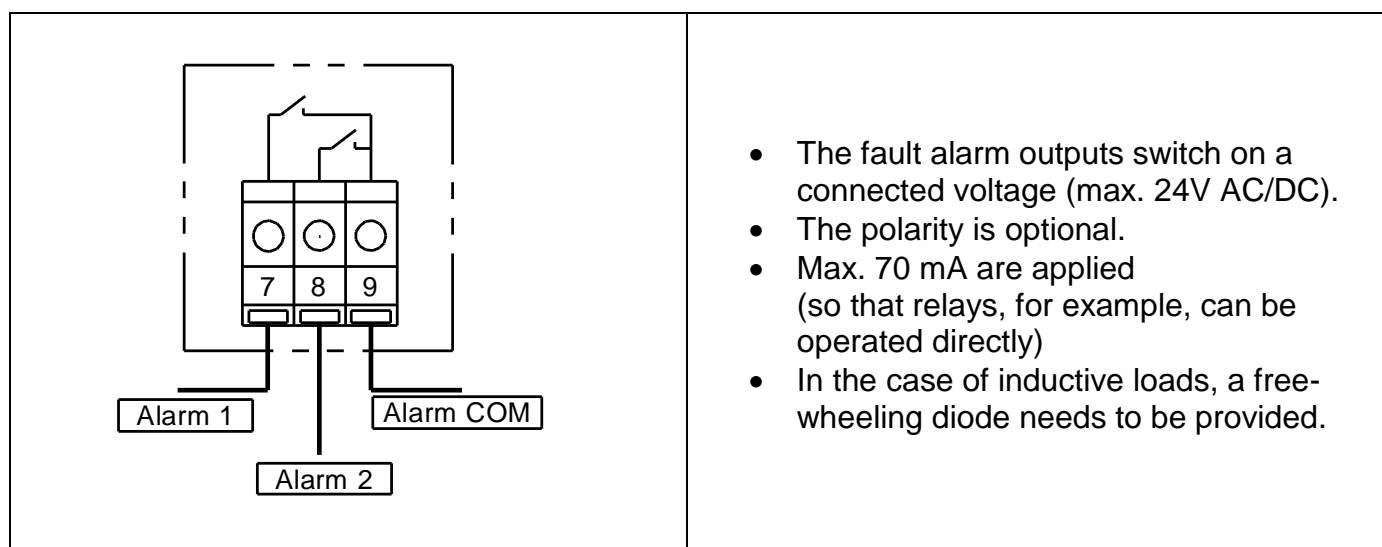 7 8 9
Alarm 1
Alarm COM
Alarm 2
• The fault alarm outputs switch on a
connected voltage (max. 24V AC/DC).
• The polarity is optional.
• Max. 70 mA are applied
(so that relays, for example, can be
operated directly)
• In the case of inductive loads, a free-
wheeling diode needs to be provided.